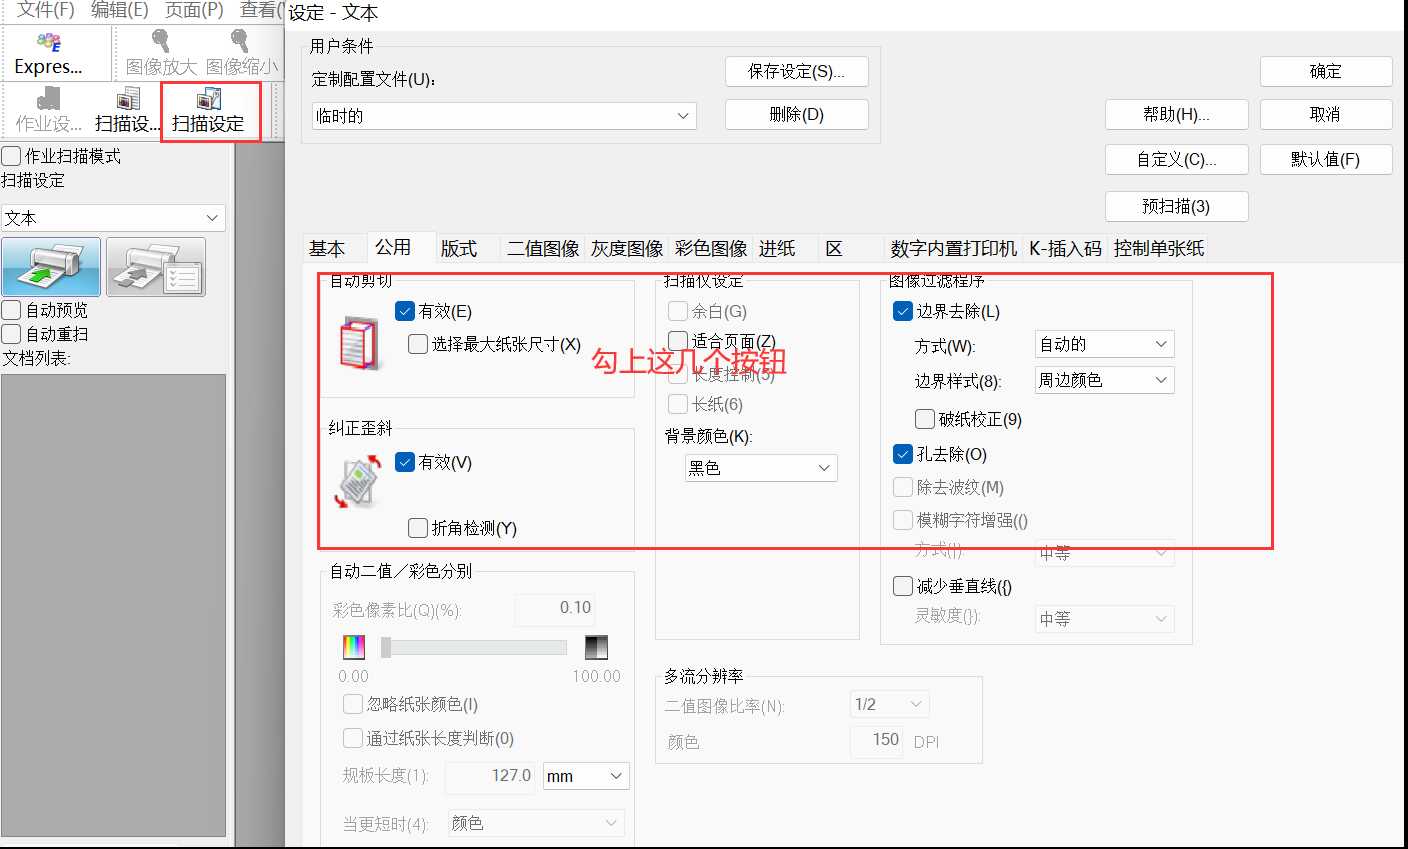 文件(F) 编辑(E) 页面(P) 查看(
Expres... 图像放大 图像缩小
作业设... 扫描设... 扫描设定
作业扫描模式
扫描设定
文本
自动预览
自动重扫
文档列表:
设定 - 文本
用户条件
定制配置文件(U):
临时的
保存设定(S)...
删除(D)
确定
帮助(H)... 取消
自定义(C)... 默认值(F)
预扫描(3)
基本 公用 版式 二值图像 灰度图像 彩色图像 进纸 区 数字内置打印机 K-插入码 控制单张纸
自动剪切
有效(E)
选择最大纸张尺寸(X)
纠正歪斜
有效(V)
折角检测(Y)
自动二值／彩色分别
彩色像素比(Q)(%): 0.10
0.00 100.00
忽略纸张颜色(I)
通过纸张长度判断(0)
规板长度(1): 127.0 mm
当更短时(4): 颜色
扫描仪设定
余白(G)
适合页面(Z)
勾上这几个按钮
长度控制(5)
长纸(6)
背景颜色(K):
黑色
多流分辨率
二值图像比率(N): 1/2
颜色 150 DPI
图像过滤程序
边界去除(L)
方式(W): 自动的
边界样式(8): 周边颜色
破纸校正(9)
孔去除(O)
除去波纹(M)
模糊字符增强(()
方式(|) 中等
减少垂直线({)
灵敏度(}): 中等